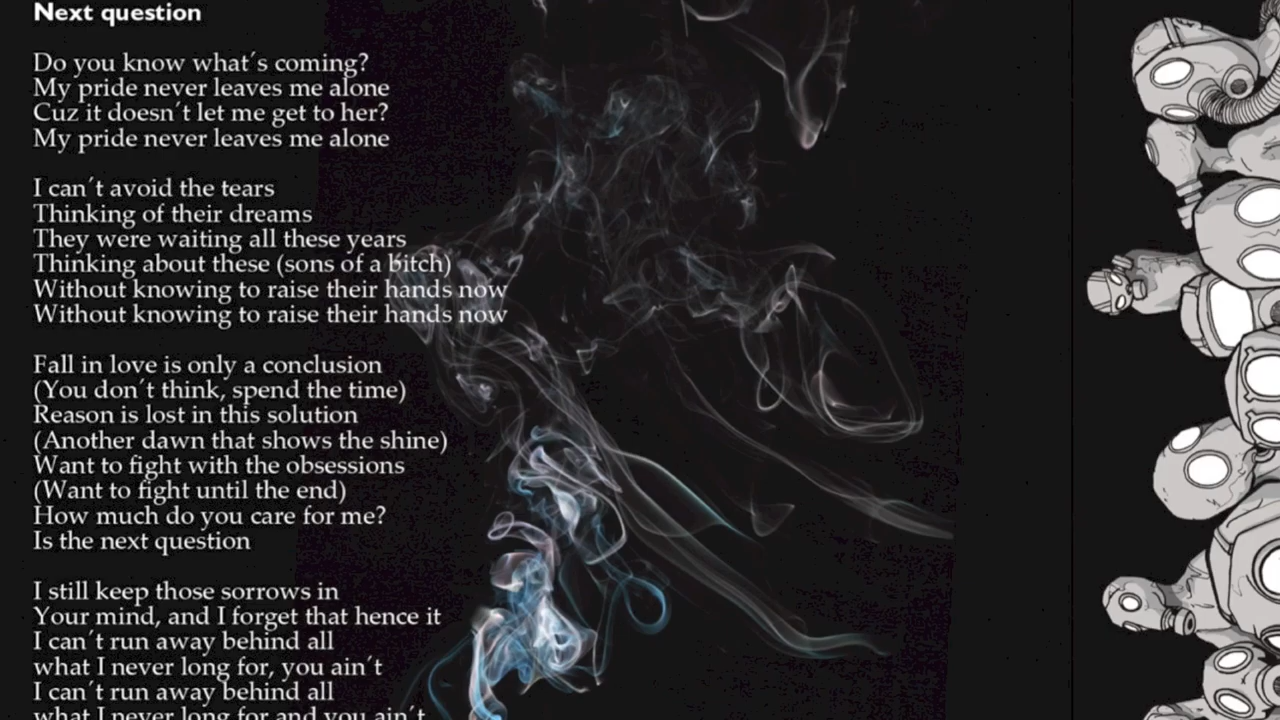 Next question
Do you know what´s coming?
My pride never leaves me alone
Cuz it doesn´t let me get to her?
My pride never leaves me alone
I can´t avoid the tears
Thinking of their dreams
They were waiting all these years
Thinking about these (sons of a bitch)
Without knowing to raise their hands now
Without knowing to raise their hands now
Fall in love is only a conclusion
(You don´t think, spend the time)
Reason is lost in this solution
(Another dawn that shows the shine)
Want to fight with the obsessions
(Want to fight until the end)
How much do you care for me?
Is the next question
I still keep those sorrows in
Your mind, and I forget that hence it
I can´t run away behind all
what I never long for, you ain´t
I can´t run away behind all
what I never long for and you ain´t